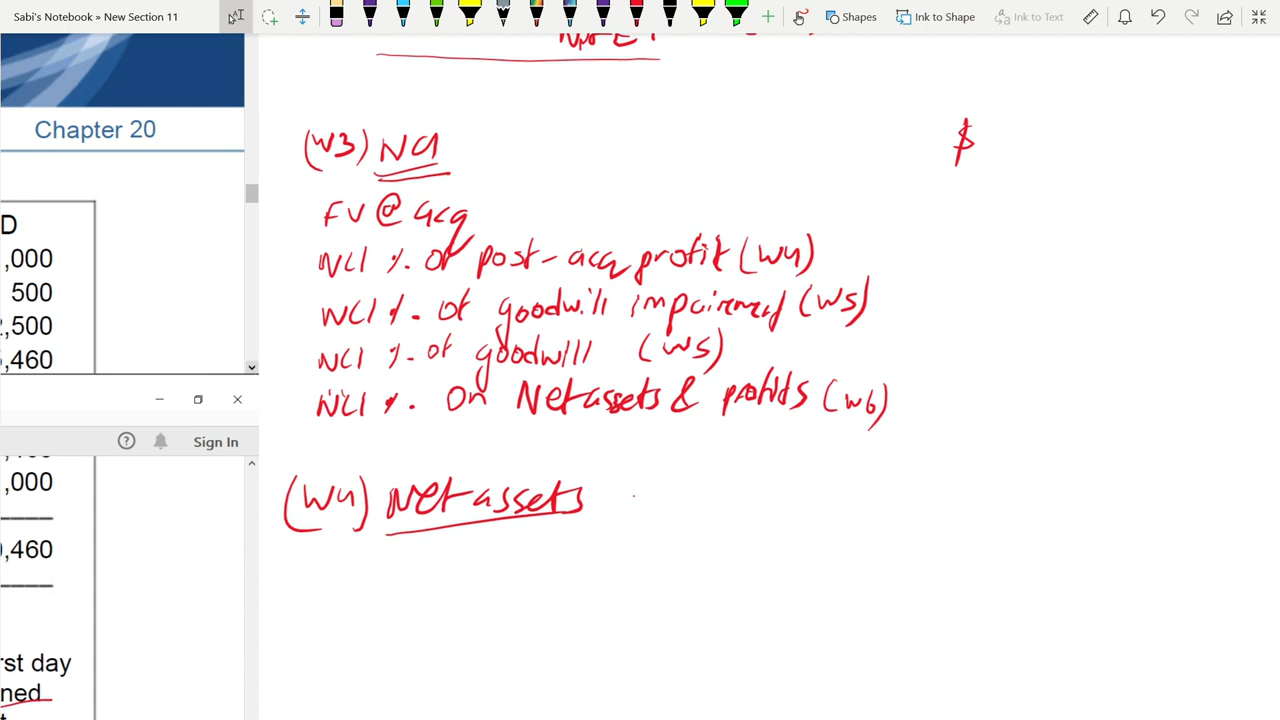 Sabi's Notebook » New Section 11
Shapes
Ink to Shape
Ink to Text
Chapter 20
D
,000
500
2,500
,460
Sign In
,000
,460
rst day
ned
(W3) NCI
$
FV @ acq
NCI %. of post-acq profit (W4)
NCI %. of goodwill impairment (W5)
NCI %. of goodwill (W5)
NCI %. On Net assets & profits (W6)
(W4) Net assets